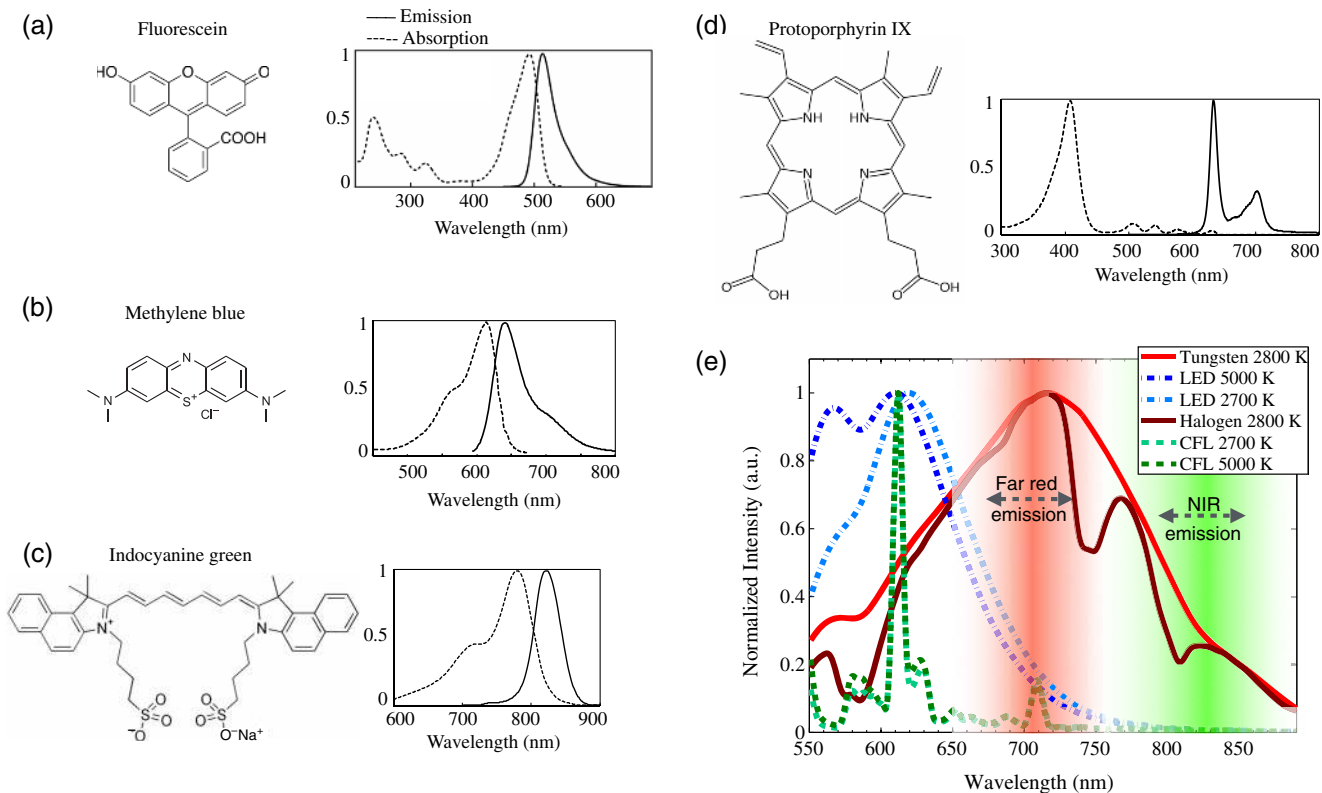 (a)
Fluorescein
Emission
Absorption
HO
O
O
COOH
1
0.5
0
300
400
500
600
Wavelength (nm)
(b)
Methylene blue
N
N
S+
N
Cl−
1
0.5
0
500
600
700
800
Wavelength (nm)
(c)
Indocyanine green
N+
N
O
S
O
−O
O
S
O
O−Na+
1
0.5
0
600
700
800
900
Wavelength (nm)
(d)
Protoporphyrin IX
NH
HN
N
N
O
OH
O
OH
1
0.5
0
300
400
500
600
700
800
Wavelength (nm)
(e)
Tungsten 2800 K
LED 5000 K
LED 2700 K
Halogen 2800 K
CFL 2700 K
CFL 5000 K
Far red
emission
NIR
emission
Normalized Intensity (a.u.)
1
0.8
0.6
0.4
0.2
0
550
600
650
700
750
800
850
Wavelength (nm)